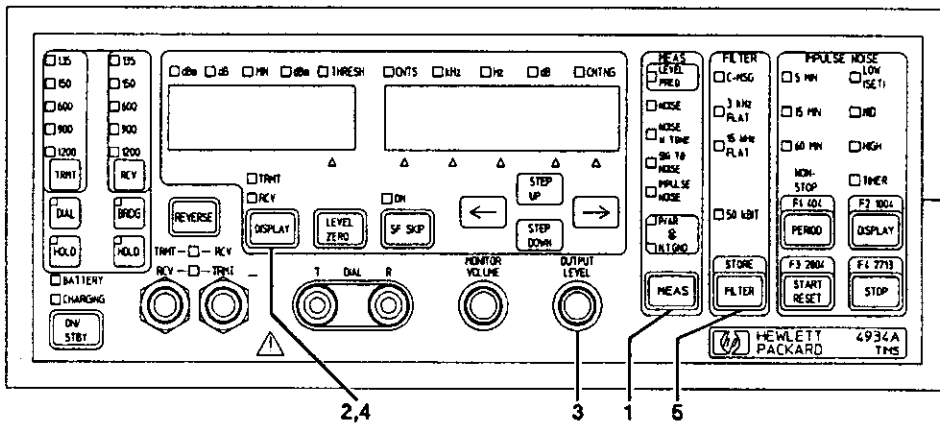 135
150
600
900
1200
TRMT
DIAL
HOLD
BATTERY
CHARGING
ON/
STBY
135
150
600
900
1200
RCV
BRDG
HOLD
REVERSE
TRMT
RCV
RCV
TRMT
dBm
dB
MIN
dBm
THRESH
CNTS
kHz
Hz
dB
CNTNG
TRMT
RCV
DISPLAY
LEVEL
ZERO
ON
SF SKIP
STEP
UP
STEP
DOWN
T DIAL R
MONITOR
VOLUME
OUTPUT
LEVEL
MEAS
LEVEL
FREQ
NOISE
NOISE
W TONE
SIG TO
NOISE
IMPULSE
NOISE
P/AR
&
N.T.GND
MEAS
FILTER
C-MSG
3 kHz
FLAT
15 kHz
FLAT
50 kBIT
STORE
FILTER
IMPULSE NOISE
5 MIN
LOW
(SET)
15 MIN
MID
60 MIN
HIGH
NON-
STOP
TIMER
F1 404
PERIOD
F2 1004
DISPLAY
F3 2804
START
RESET
F4 2713
STOP
hp
HEWLETT
PACKARD
4934A
TIMS
2,4
3
1
5